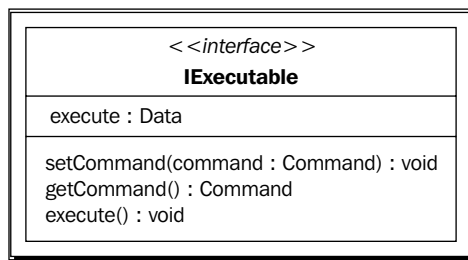 <<interface>>
IExecutable
execute : Data
setCommand(command : Command) : void
getCommand() : Command
execute() : void